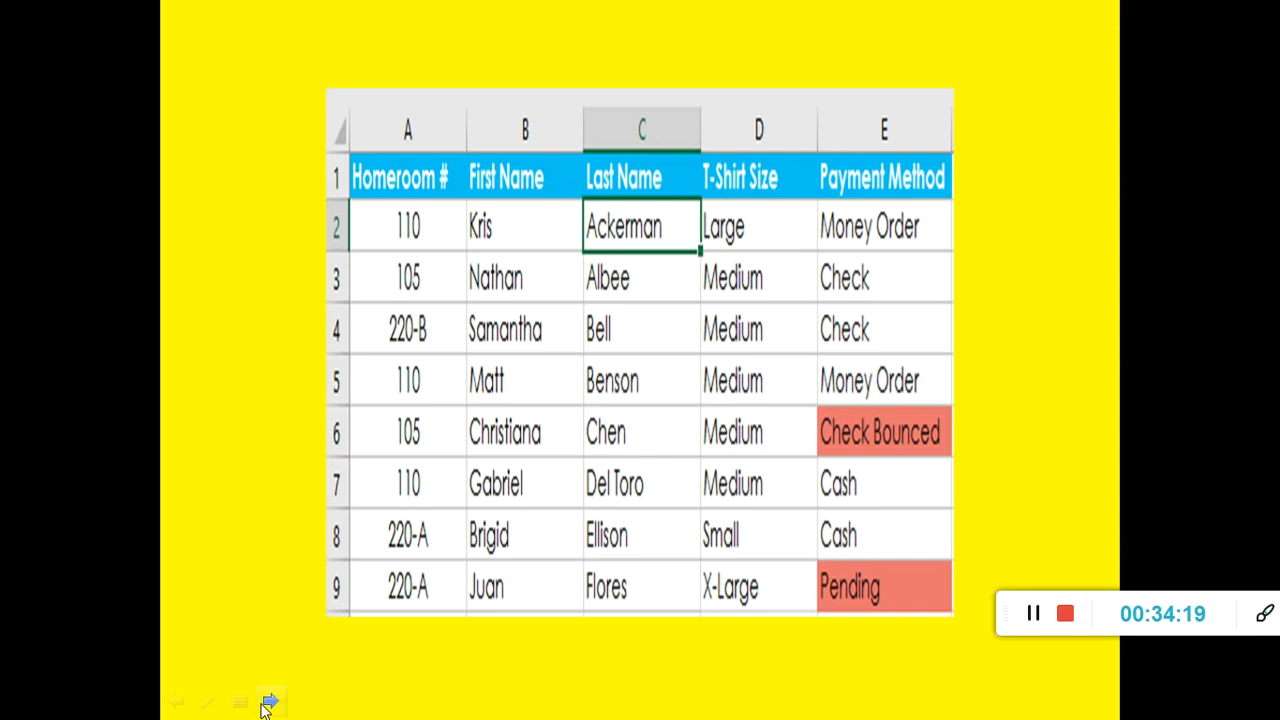 A B C D E
1 Homeroom # First Name Last Name T-Shirt Size Payment Method
2 110 Kris Ackerman Large Money Order
3 105 Nathan Albee Medium Check
4 220-B Samantha Bell Medium Check
5 110 Matt Benson Medium Money Order
6 105 Christiana Chen Medium Check Bounced
7 110 Gabriel Del Toro Medium Cash
8 220-A Brigid Ellison Small Cash
9 220-A Juan Flores X-Large Pending
00:34:19